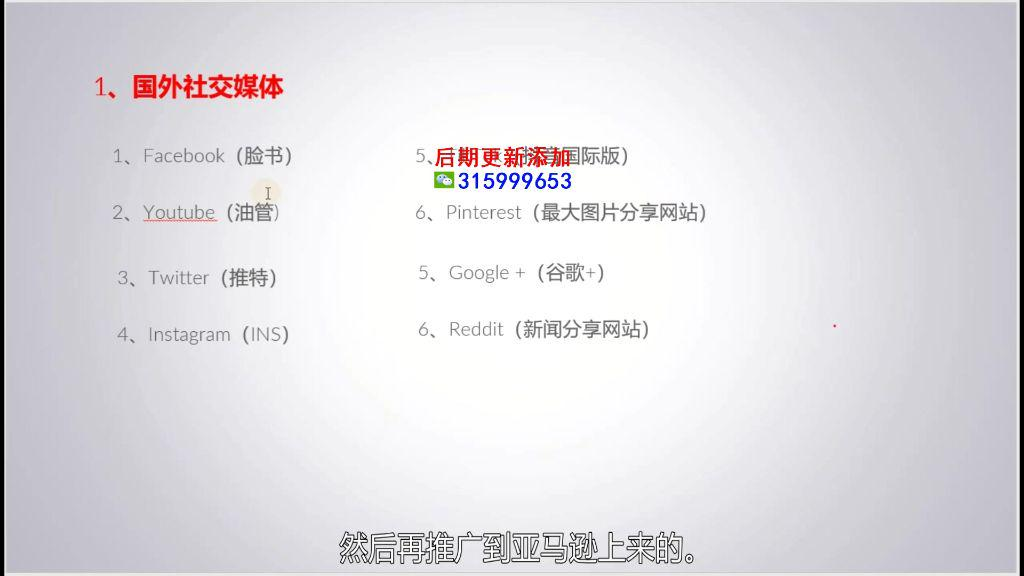 1、国外社交媒体
1、Facebook（脸书）
2、Youtube（油管）
3、Twitter（推特）
4、Instagram（INS）
5、抖音国际版）
后期更新添加
315999653
6、Pinterest（最大图片分享网站）
5、Google +（谷歌+）
6、Reddit（新闻分享网站）
然后再推广到亚马逊上来的。